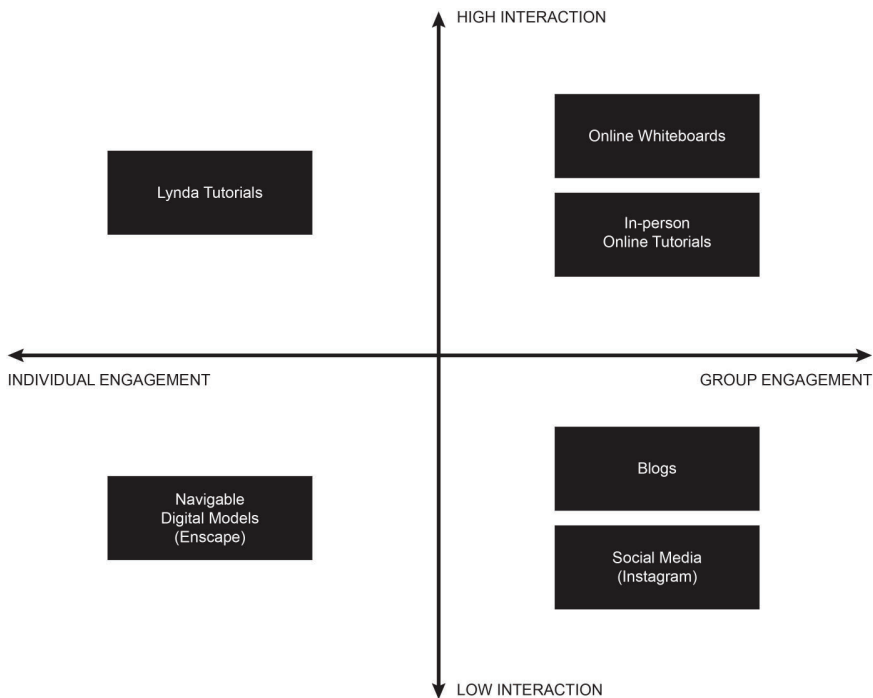 HIGH INTERACTION
Online Whiteboards
Lynda Tutorials
In-person
Online Tutorials
INDIVIDUAL ENGAGEMENT
GROUP ENGAGEMENT
Blogs
Navigable
Digital Models
(Enscape)
Social Media
(Instagram)
LOW INTERACTION